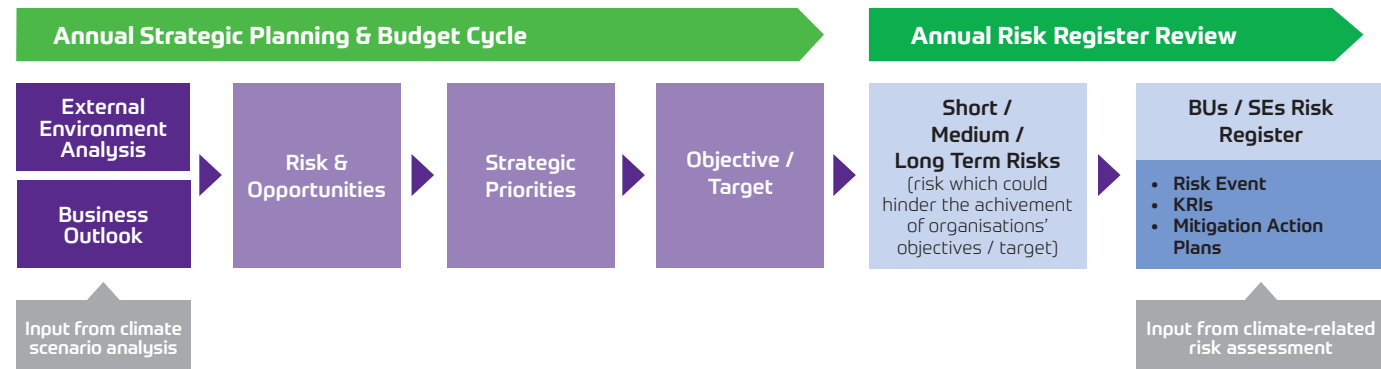 Annual Strategic Planning & Budget Cycle
Annual Risk Register Review
External
Environment
Analysis
Business
Outlook
Risk &
Opportunities
Strategic
Priorities
Objective /
Target
Short /
Medium /
Long Term Risks
(risk which could
hinder the achivement
of organisations'
objectives / target)
BUs / SEs Risk
Register
• Risk Event
• KRIs
• Mitigation Action
Plans
Input from climate
scenario analysis
Input from climate-related
risk assessment